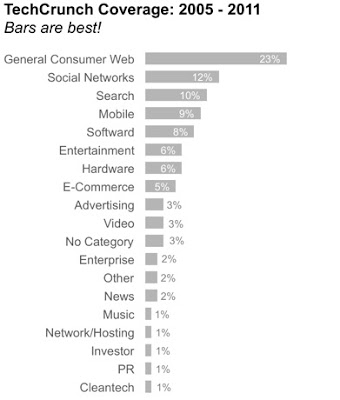 TechCrunch Coverage: 2005 - 2011
Bars are best!
General Consumer Web 23%
Social Networks 12%
Search 10%
Mobile 9%
Softward 8%
Entertainment 6%
Hardware 6%
E-Commerce 5%
Advertising 3%
Video 3%
No Category 3%
Enterprise 2%
Other 2%
News 2%
Music 1%
Network/Hosting 1%
Investor 1%
PR 1%
Cleantech 1%